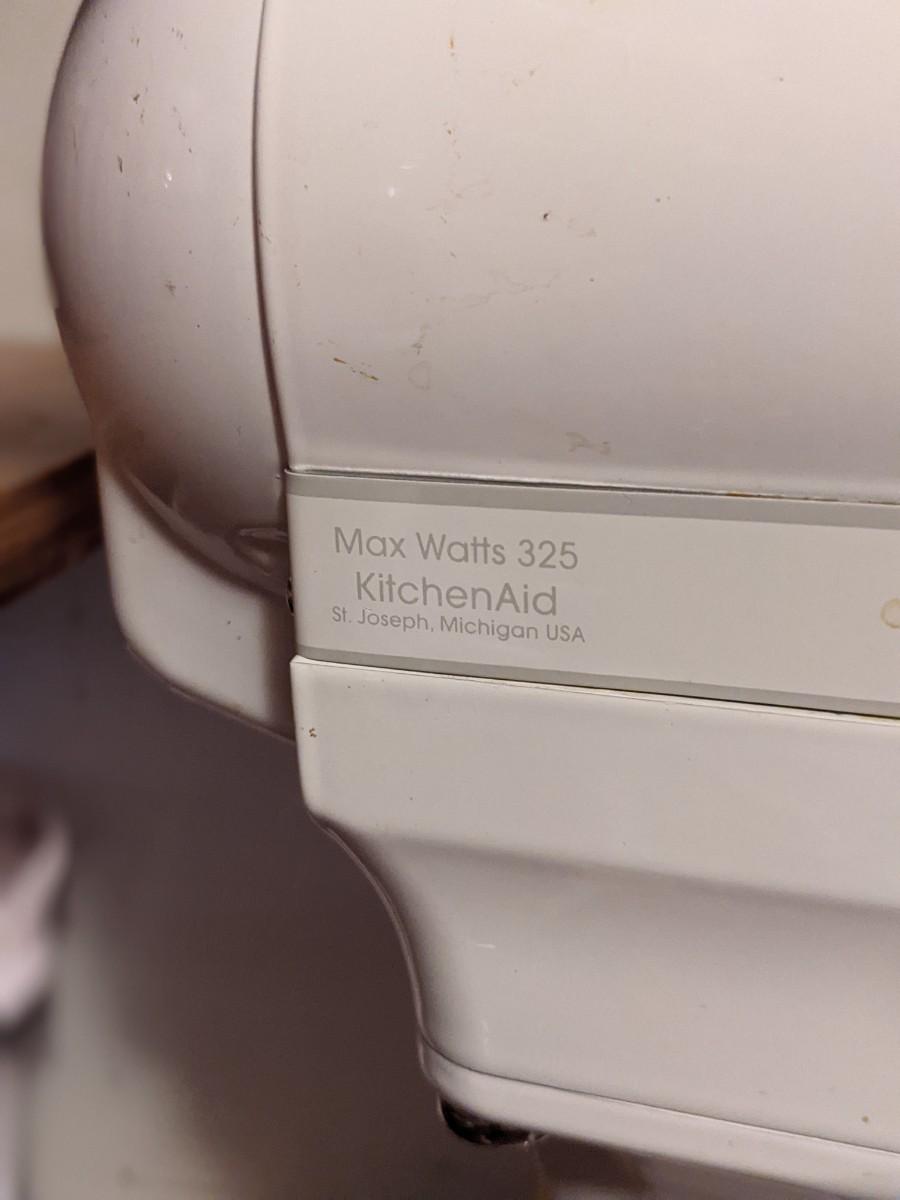 Max Watts 325
KitchenAid
St. Joseph, Michigan USA